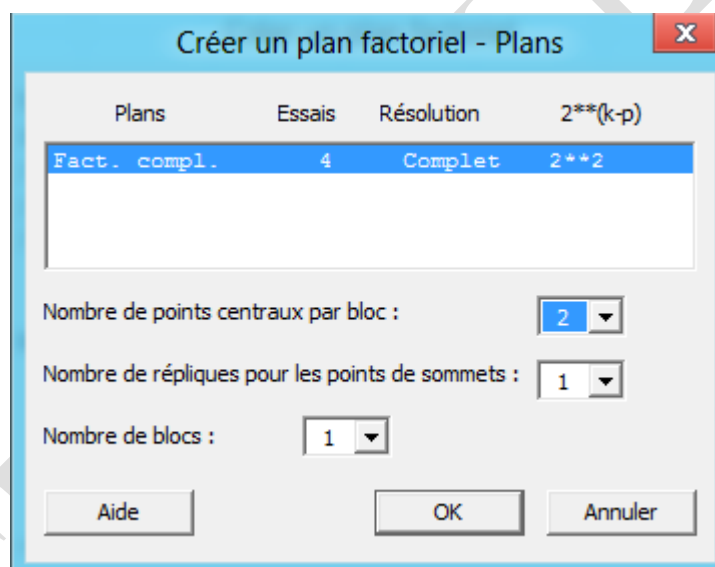 Créer un plan factoriel - Plans
Plans Essais Résolution 2**(k-p)
Fact. compl. 4 Complet 2**2
Nombre de points centraux par bloc : 2
Nombre de répliques pour les points de sommets : 1
Nombre de blocs : 1
Aide OK Annuler